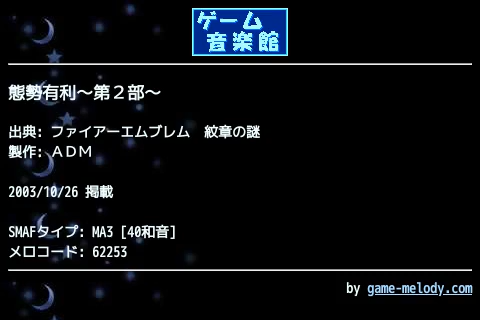 ゲーム
音楽館
態勢有利～第２部～
出典: ファイアーエムブレム　紋章の謎
製作: ＡＤＭ
2003/10/26 掲載
SMAFタイプ: MA3 [40和音]
メロコード: 62253
by game-melody.com